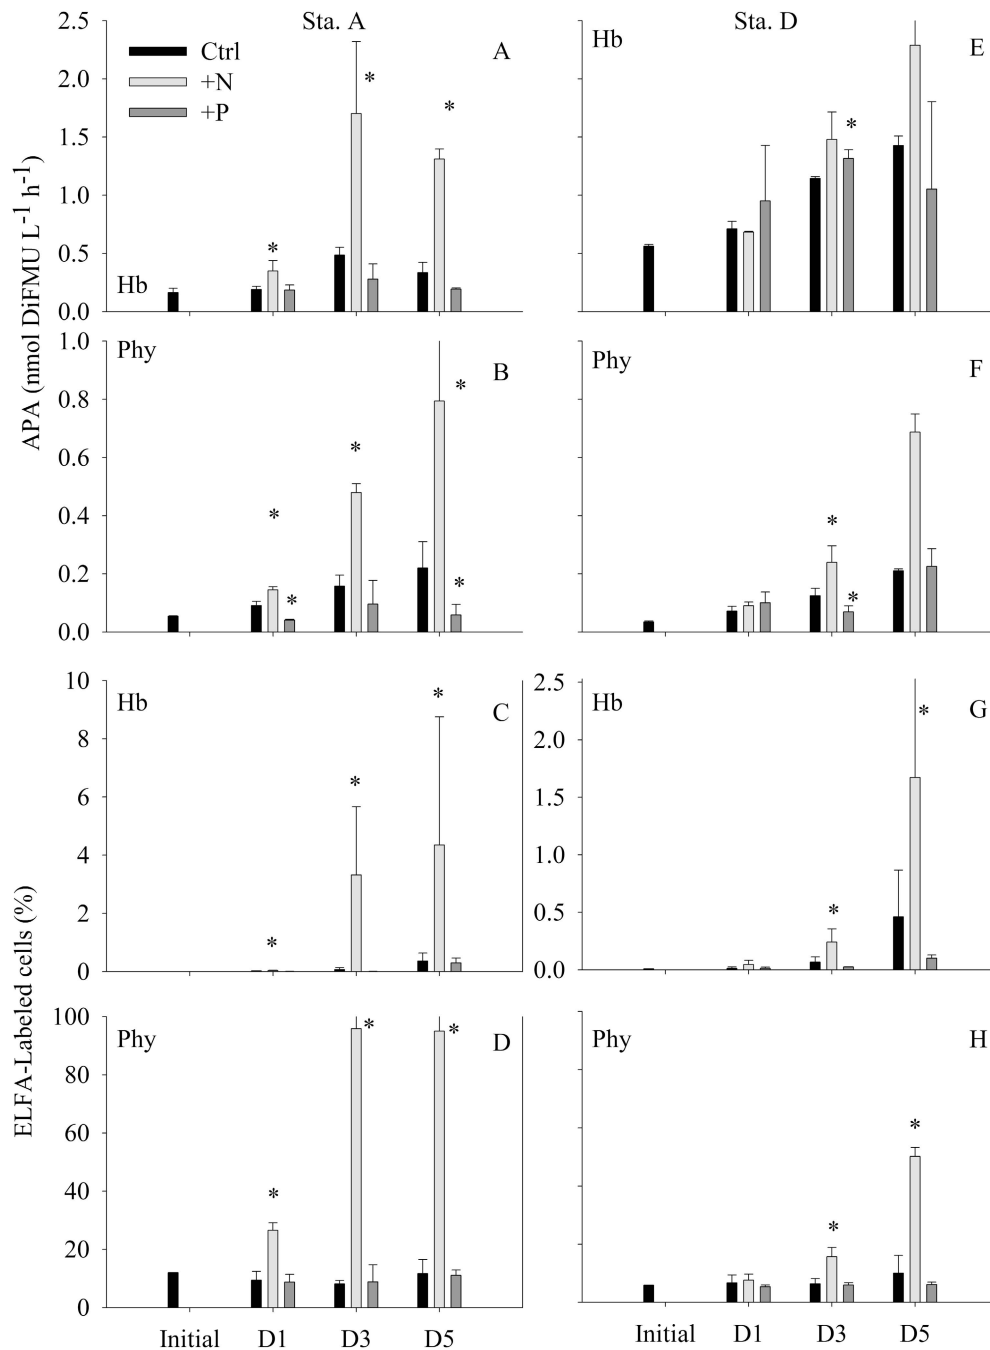 Sta. A
Sta. D
APA (nmol DiFMU L-1 h-1)
ELFA-Labeled cells (%)
2.5
2.0
1.5
1.0
0.5
0.0
Ctrl
+N
+P
Hb
A
*
*
*
Hb
E
*
1.0
0.8
0.6
0.4
0.2
0.0
Phy
B
*
*
*
*
*
Phy
F
*
*
10
8
6
4
2
0
Hb
C
*
*
*
2.5
2.0
1.5
1.0
0.5
0.0
Hb
G
*
*
100
80
60
40
20
0
Phy
D
*
*
*
Phy
H
*
*
Initial D1 D3 D5
Initial D1 D3 D5